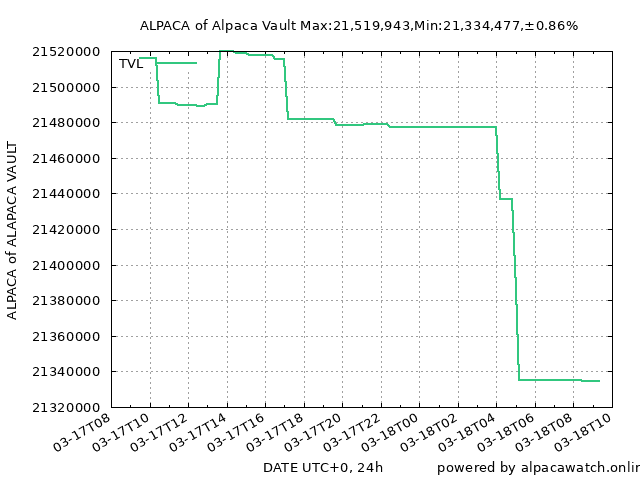 ALPACA of Alpaca Vault Max:21,519,943,Min:21,334,477,±0.86%
TVL
ALPACA of ALAPACA VAULT
21520000
21500000
21480000
21460000
21440000
21420000
21400000
21380000
21360000
21340000
21320000
03-17T08
03-17T10
03-17T12
03-17T14
03-17T16
03-17T18
03-17T20
03-17T22
03-18T00
03-18T02
03-18T04
03-18T06
03-18T08
03-18T10
DATE UTC+0, 24h
powered by alpacawatch.onlin